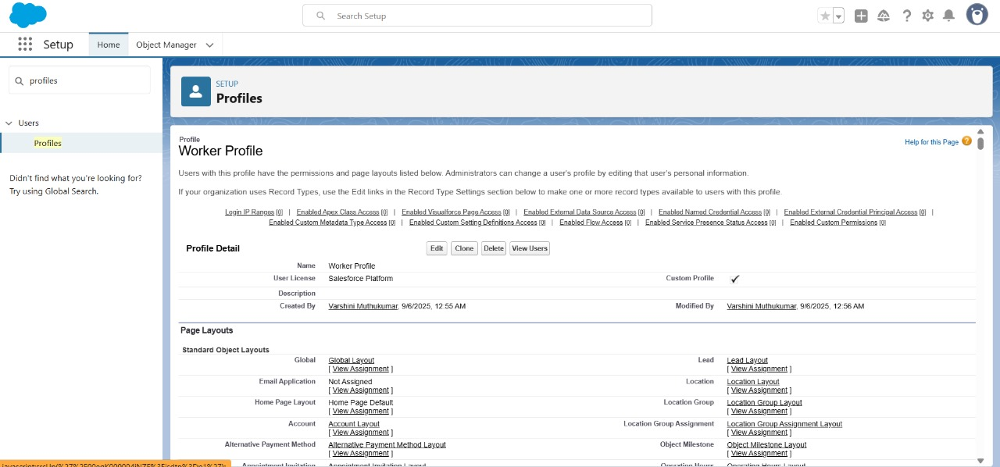 Search Setup
Setup
Home
Object Manager
profiles
Users
Profiles
Didn't find what you're looking for?
Try using Global Search.
SETUP
Profiles
Profile
Worker Profile
Help for this Page ?
Users with this profile have the permissions and page layouts listed below. Administrators can change a user's profile by editing that user's personal information.
If your organization uses Record Types, use the Edit links in the Record Type Settings section below to make one or more record types available to users with this profile.
Login IP Ranges [0] | Enabled Apex Class Access [0] | Enabled Visualforce Page Access [0] | Enabled External Data Source Access [0] | Enabled Named Credential Access [0] | Enabled External Credential Principal Access [0] |
Enabled Custom Metadata Type Access [0] | Enabled Custom Setting Definitions Access [0] | Enabled Flow Access [0] | Enabled Service Presence Status Access [0] | Enabled Custom Permissions [0]
Profile Detail Edit Clone Delete View Users
Name Worker Profile
User License Salesforce Platform Custom Profile ✓
Description
Created By Varshini Muthukumar, 9/6/2025, 12:55 AM Modified By Varshini Muthukumar, 9/6/2025, 12:56 AM
Page Layouts
Standard Object Layouts
Global Global Layout Lead Lead Layout
[ View Assignment ] [ View Assignment ]
Email Application Not Assigned Location Location Layout
[ View Assignment ] [ View Assignment ]
Home Page Layout Home Page Default Location Group Location Group Layout
[ View Assignment ] [ View Assignment ]
Account Account Layout Location Group Assignment Location Group Assignment Layout
[ View Assignment ] [ View Assignment ]
Alternative Payment Method Alternative Payment Method Layout Object Milestone Object Milestone Layout
[ View Assignment ] [ View Assignment ]
Appointment Invitation Appointment Invitation Layout Operating Hours Operating Hours Layout